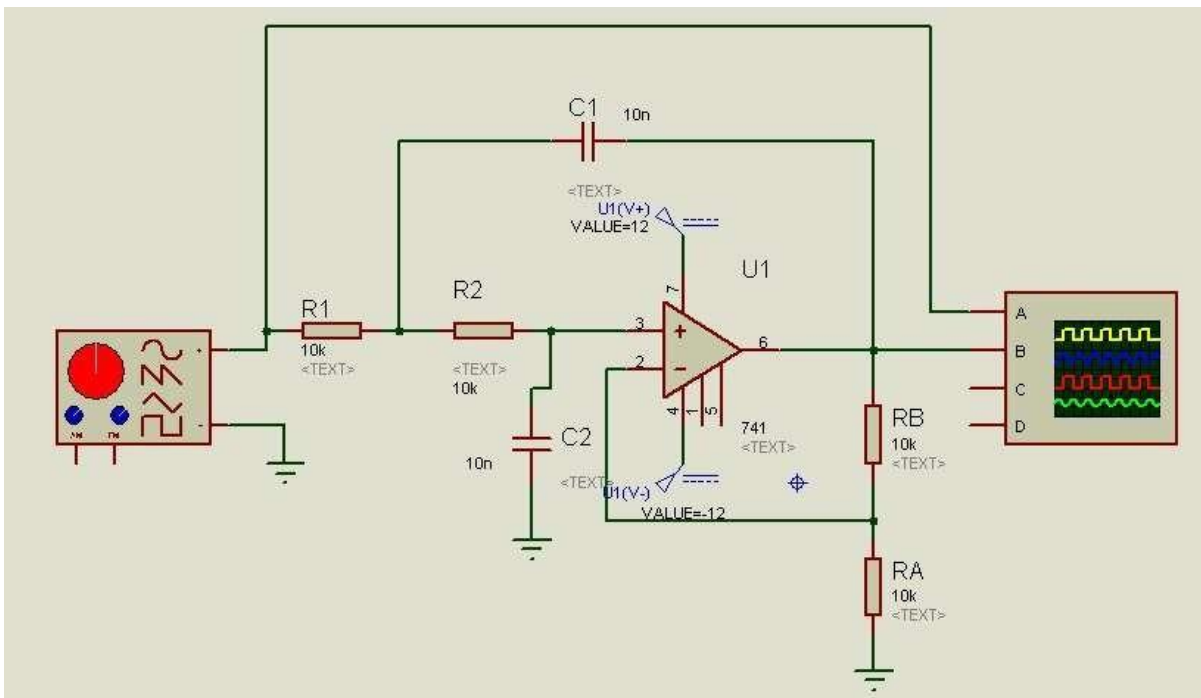 C1
10n
<TEXT>
U1(V+)
VALUE=12
U1
7
R1
10k
<TEXT>
R2
<TEXT>
10k
3
2
6
+
−
4
1
5
741
<TEXT>
C2
10n
<TEXT>
U1(V-)
VALUE=-12
RB
10k
<TEXT>
RA
10k
<TEXT>
+
-
A
B
C
D